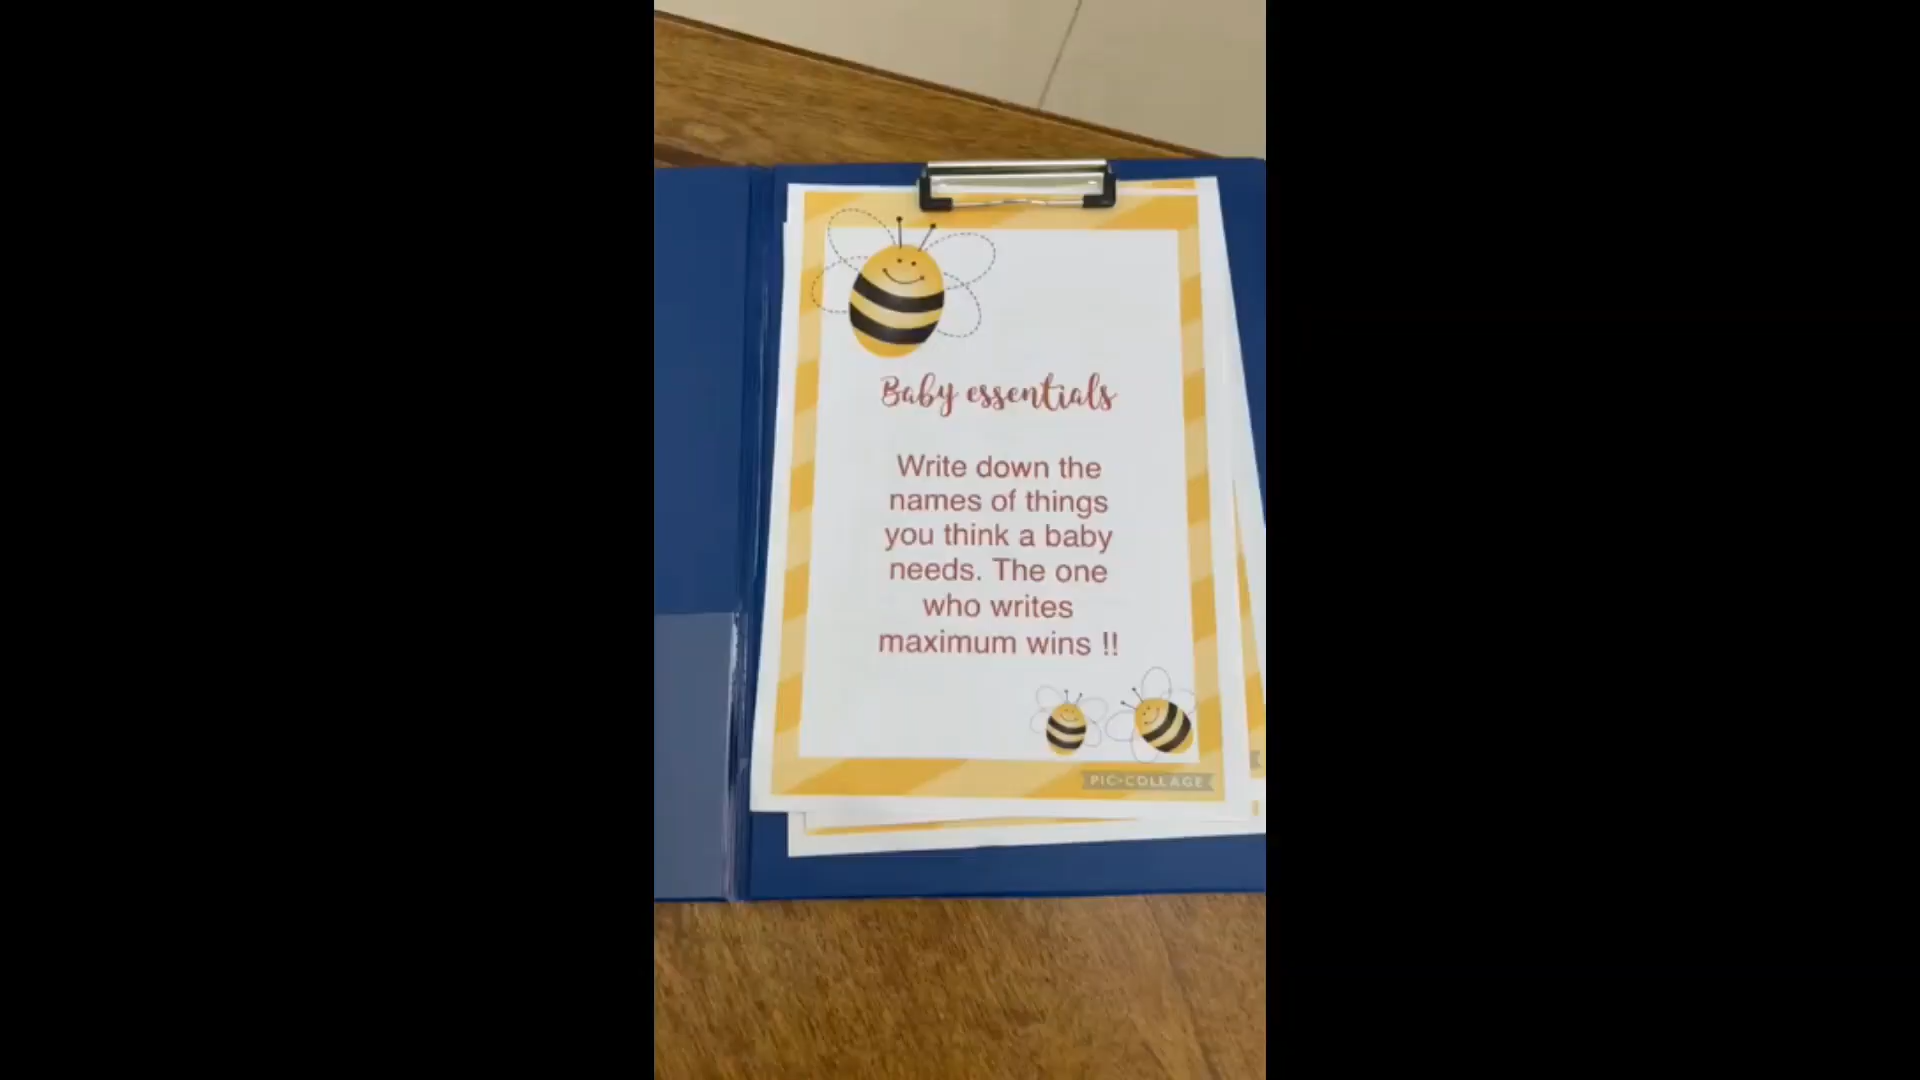 Baby essentials
Write down the
names of things
you think a baby
needs. The one
who writes
maximum wins !!
PIC•COLLAGE